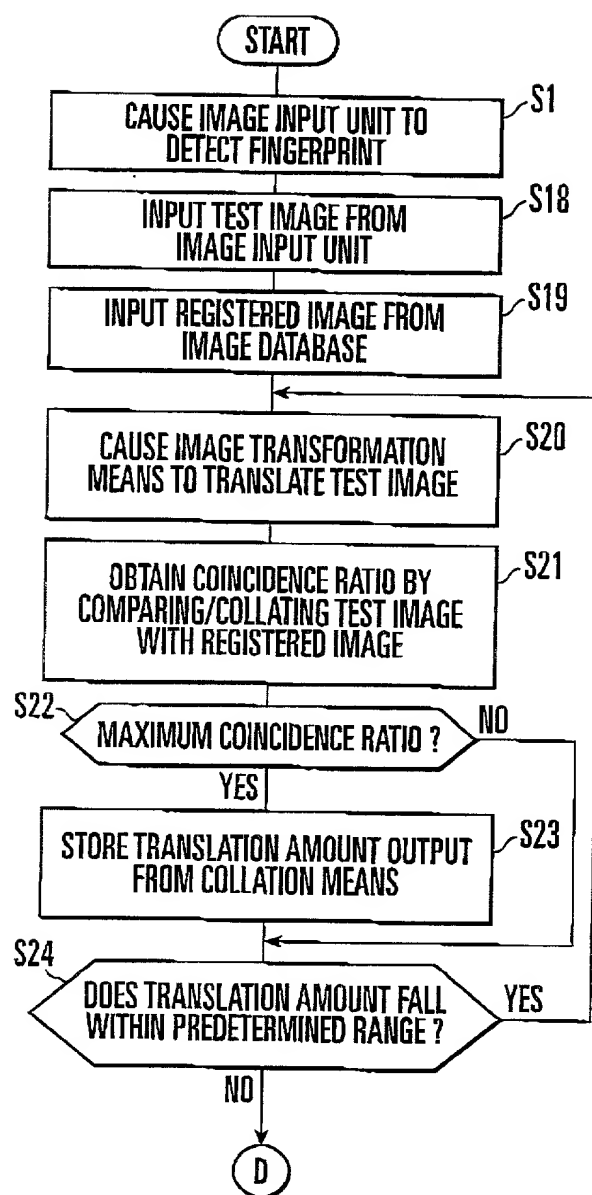 START
S1
CAUSE IMAGE INPUT UNIT TO
DETECT FINGERPRINT
S18
INPUT TEST IMAGE FROM
IMAGE INPUT UNIT
S19
INPUT REGISTERED IMAGE FROM
IMAGE DATABASE
S20
CAUSE IMAGE TRANSFORMATION
MEANS TO TRANSLATE TEST IMAGE
S21
OBTAIN COINCIDENCE RATIO BY
COMPARING/COLLATING TEST IMAGE
WITH REGISTERED IMAGE
S22
MAXIMUM COINCIDENCE RATIO ?
NO
YES
S23
STORE TRANSLATION AMOUNT OUTPUT
FROM COLLATION MEANS
S24
DOES TRANSLATION AMOUNT FALL
WITHIN PREDETERMINED RANGE ?
YES
NO
D